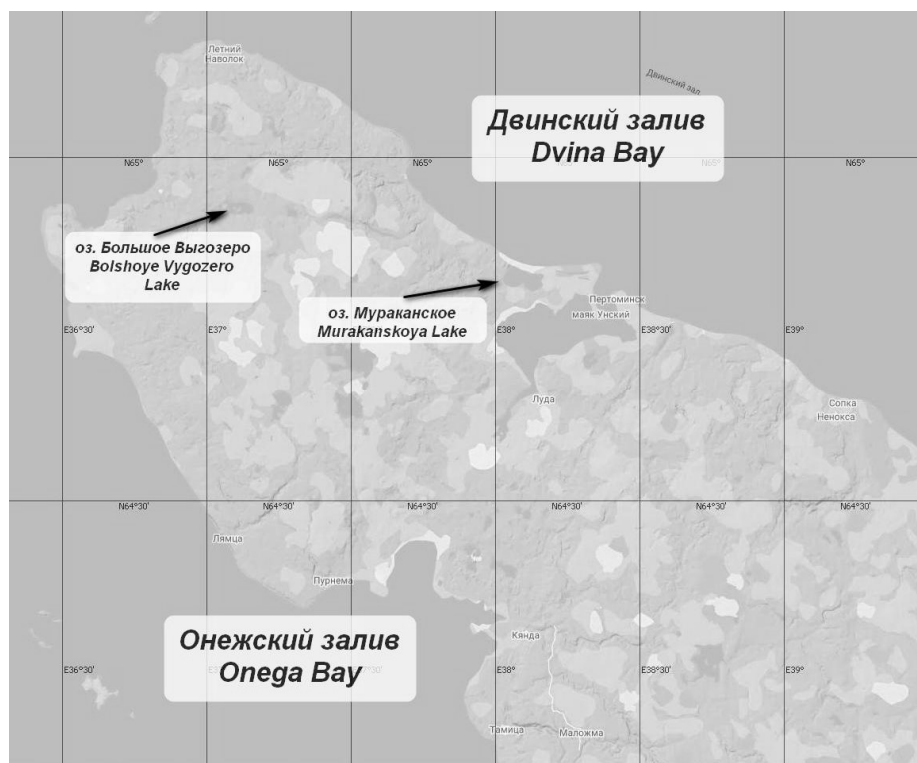 Летний
Наволок
Двинский зал
Двинский залив
Dvina Bay
N65°
N65°
N65°
N65°
оз. Большое Выгозеро
Bolshoye Vygozero
Lake
оз. Мураканское
Murakanskoya Lake
Пертоминск
маяк Унский
E36°30'
E37°
E38°
E38°30'
E39°
Луда
Сопка
Ненокса
N64°30'
N64°30'
N64°30'
N64°30'
N64°30'
N64°30'
Лямца
Пурнема
Онежский залив
Onega Bay
Кянда
E36°30'
E38°
E38°30'
E39°
Тамица
Маложма